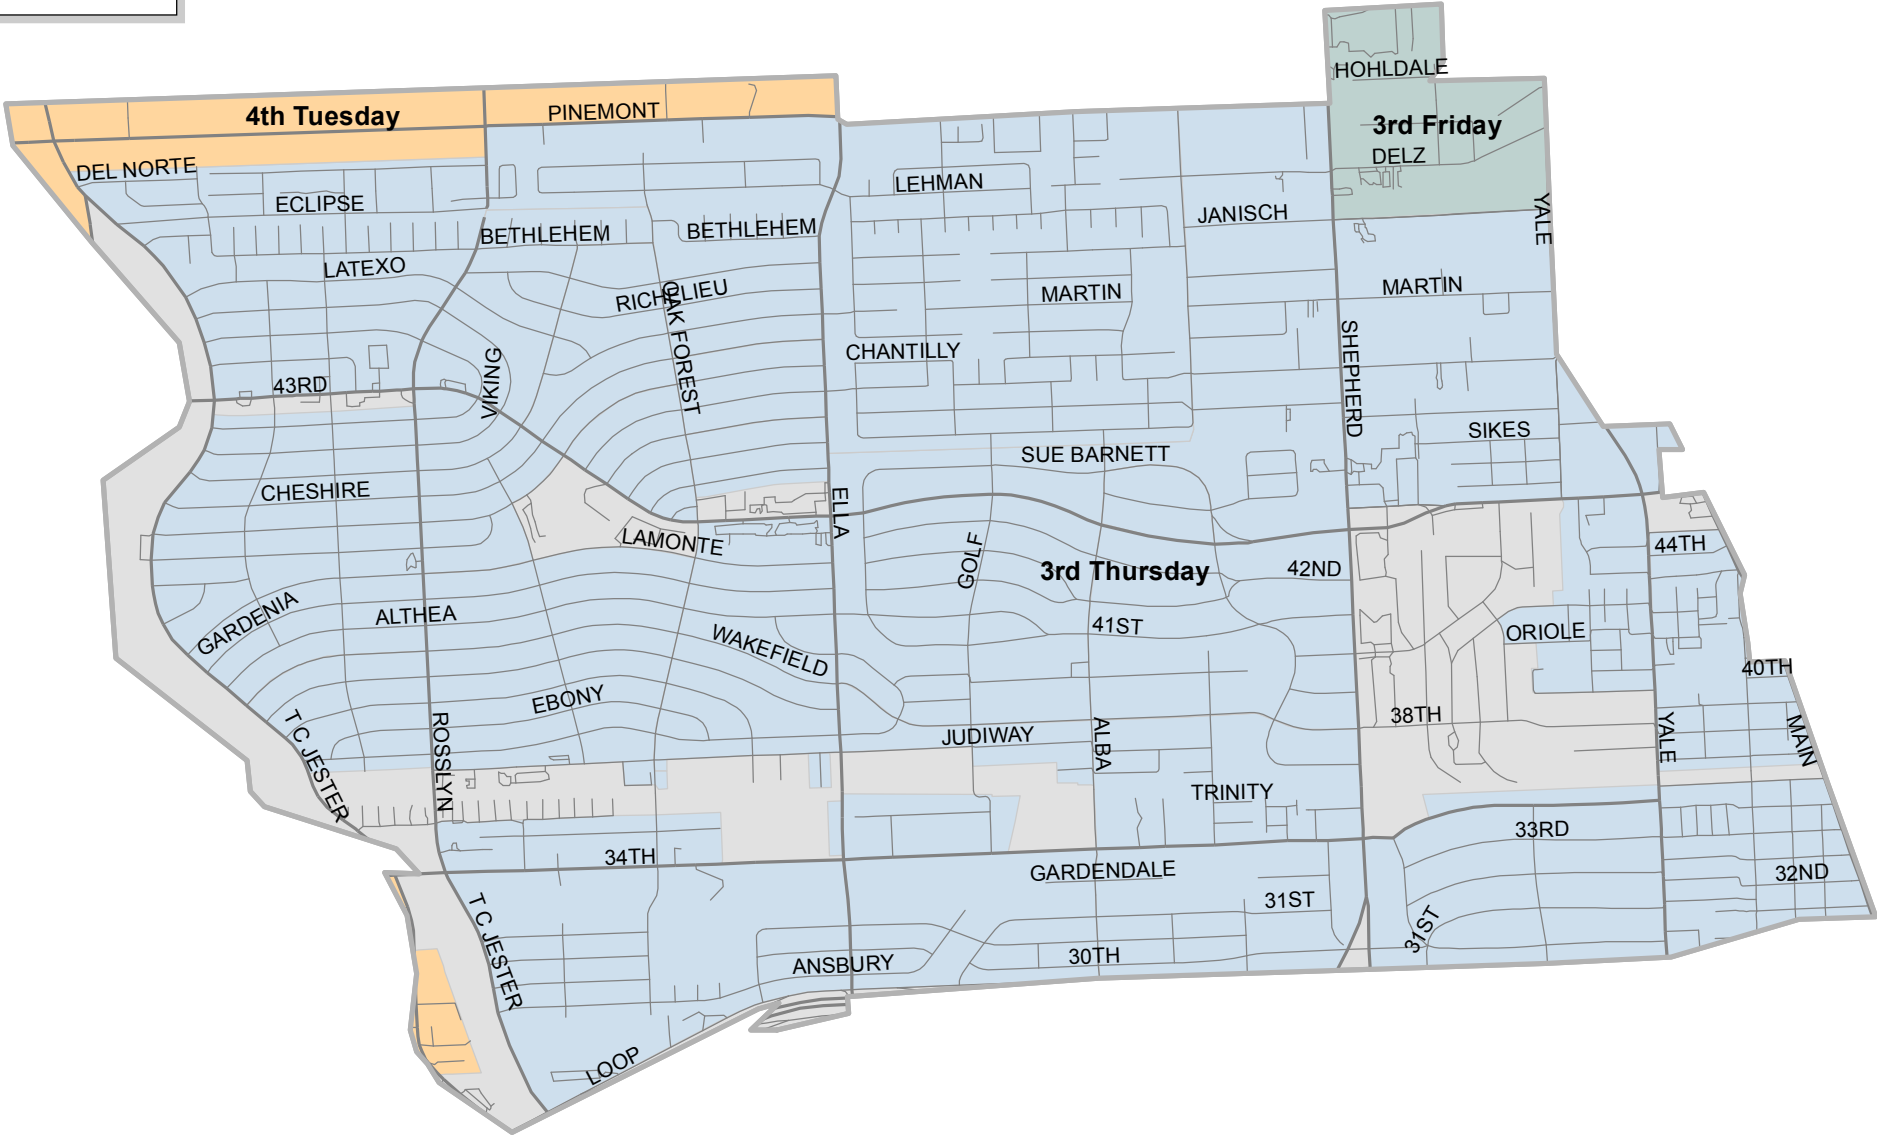 HOHLDALE
4th Tuesday
PINEMONT
3rd Friday
DELZ
DEL NORTE
LEHMAN
ECLIPSE
JANISCH
YALE
BETHLEHEM
BETHLEHEM
LATEXO
RICHELIEU
OAK FOREST
MARTIN
MARTIN
CHANTILLY
SHEPHERD
VIKING
43RD
SIKES
SUE BARNETT
CHESHIRE
ELLA
LAMONTE
GOLF
3rd Thursday
42ND
44TH
GARDENIA
ALTHEA
WAKEFIELD
41ST
ORIOLE
40TH
EBONY
T C JESTER
ROSSLYN
JUDIWAY
ALBA
38TH
YALE
MAIN
TRINITY
33RD
34TH
GARDENDALE
32ND
T C JESTER
31ST
31ST
ANSBURY
30TH
LOOP